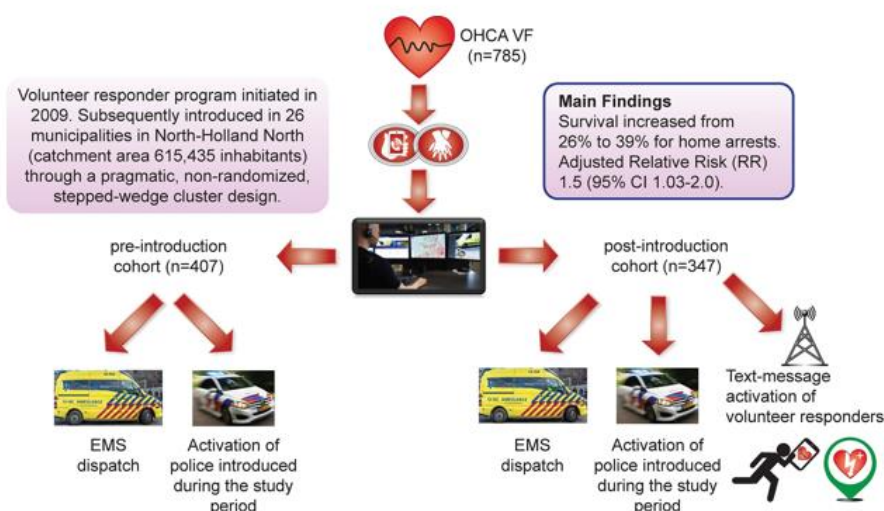 OHCA VF
(n=785)
Volunteer responder program initiated in
2009. Subsequently introduced in 26
municipalities in North-Holland North
(catchment area 615,435 inhabitants)
through a pragmatic, non-randomized,
stepped-wedge cluster design.
Main Findings
Survival increased from
26% to 39% for home arrests.
Adjusted Relative Risk (RR)
1.5 (95% CI 1.03-2.0).
pre-introduction
cohort (n=407)
post-introduction
cohort (n=347)
EMS
dispatch
Activation of
police introduced
during the study
period
EMS
dispatch
Activation of
police introduced
during the study
period
Text-message
activation of
volunteer responders